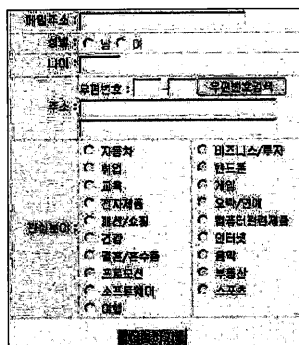 메일주소
성별 남 여
나이
우편번호 : - 우편번호검색
주소
관심분야
자동차 비즈니스/투자
취업 핸드폰
교육 게임
전자제품 오락/연예
패션/쇼핑 컴퓨터관련제품
건강 인터넷
결혼/혼수품 음악
프로모션 부동산
소프트웨어 스포츠
여행